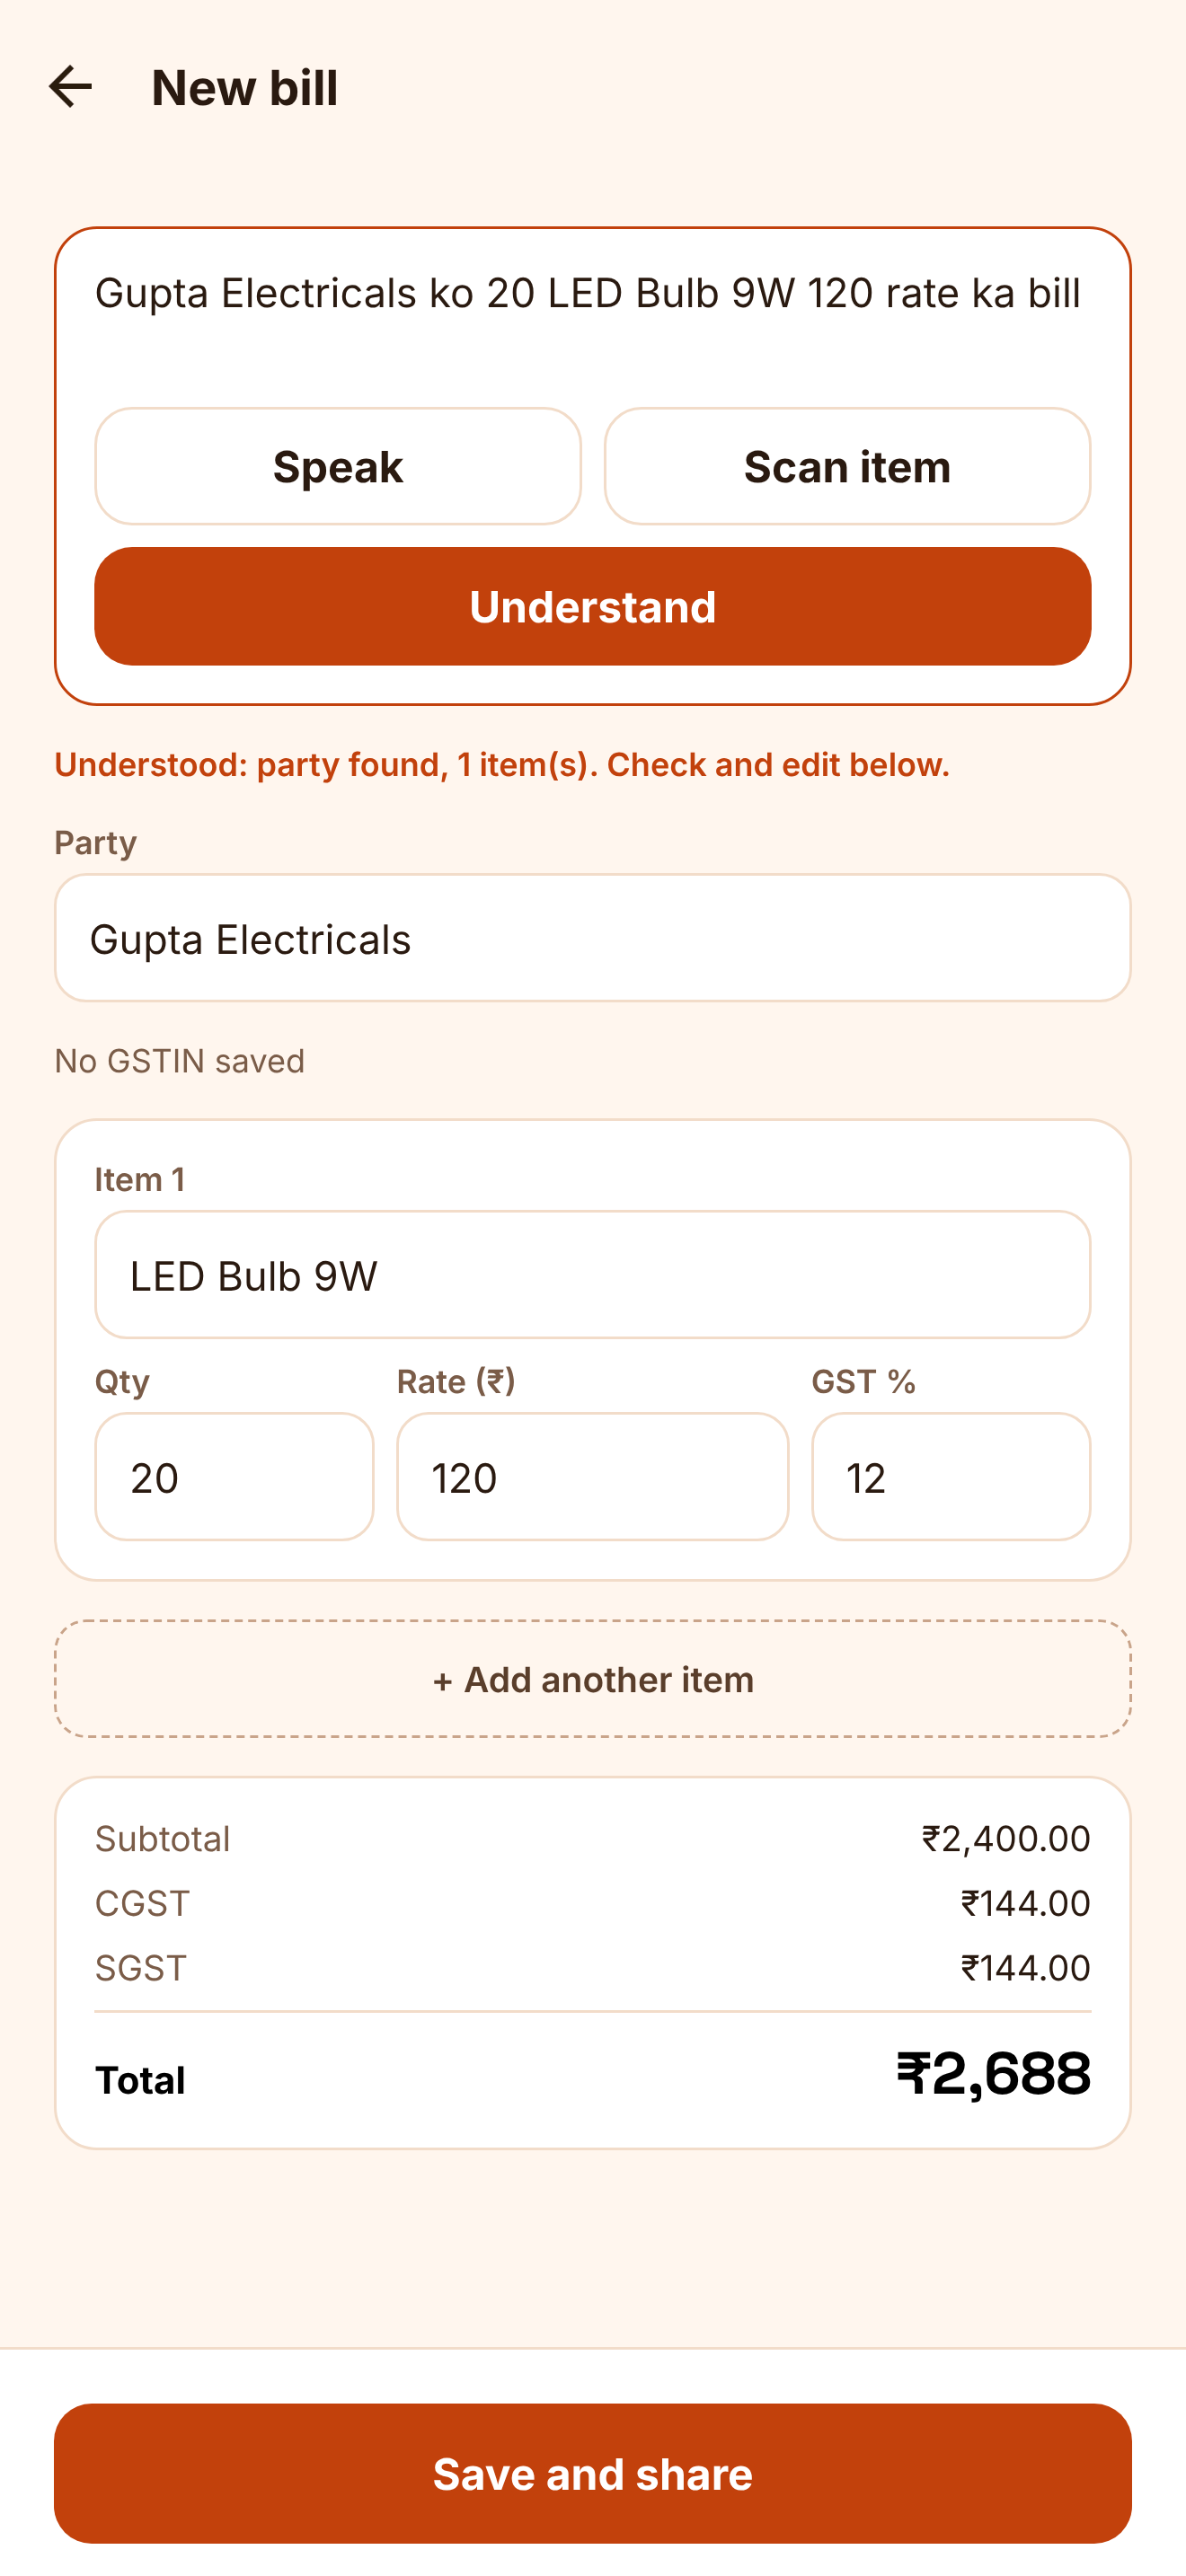 New bill
Gupta Electricals ko 20 LED Bulb 9W 120 rate ka bill
Speak
Scan item
Understand
Understood: party found, 1 item(s). Check and edit below.
Party
Gupta Electricals
No GSTIN saved
Item 1
LED Bulb 9W
Qty Rate (₹) GST %
20 120 12
+ Add another item
Subtotal ₹2,400.00
CGST ₹144.00
SGST ₹144.00
Total ₹2,688
Save and share